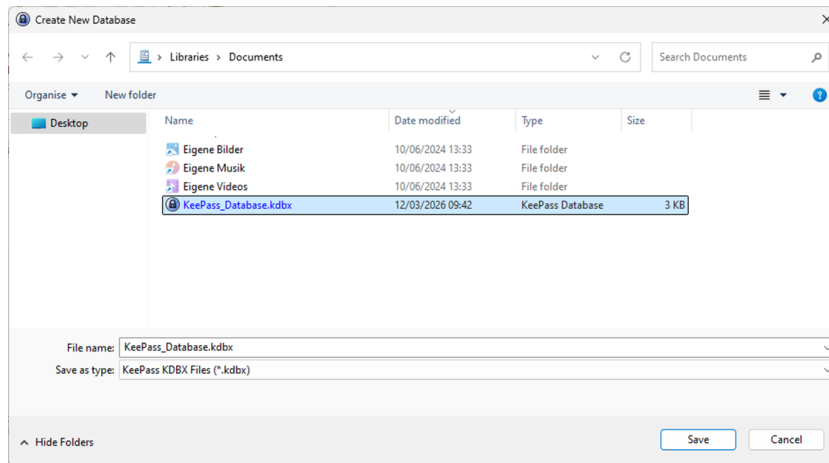 Create New Database
Libraries > Documents
Search Documents
Organise
New folder
Desktop
Name Date modified Type Size
Eigene Bilder 10/06/2024 13:33 File folder
Eigene Musik 10/06/2024 13:33 File folder
Eigene Videos 10/06/2024 13:33 File folder
KeePass_Database.kdbx 12/03/2026 09:42 KeePass Database 3 KB
File name: KeePass_Database.kdbx
Save as type: KeePass KDBX Files (*.kdbx)
Hide Folders
Save
Cancel